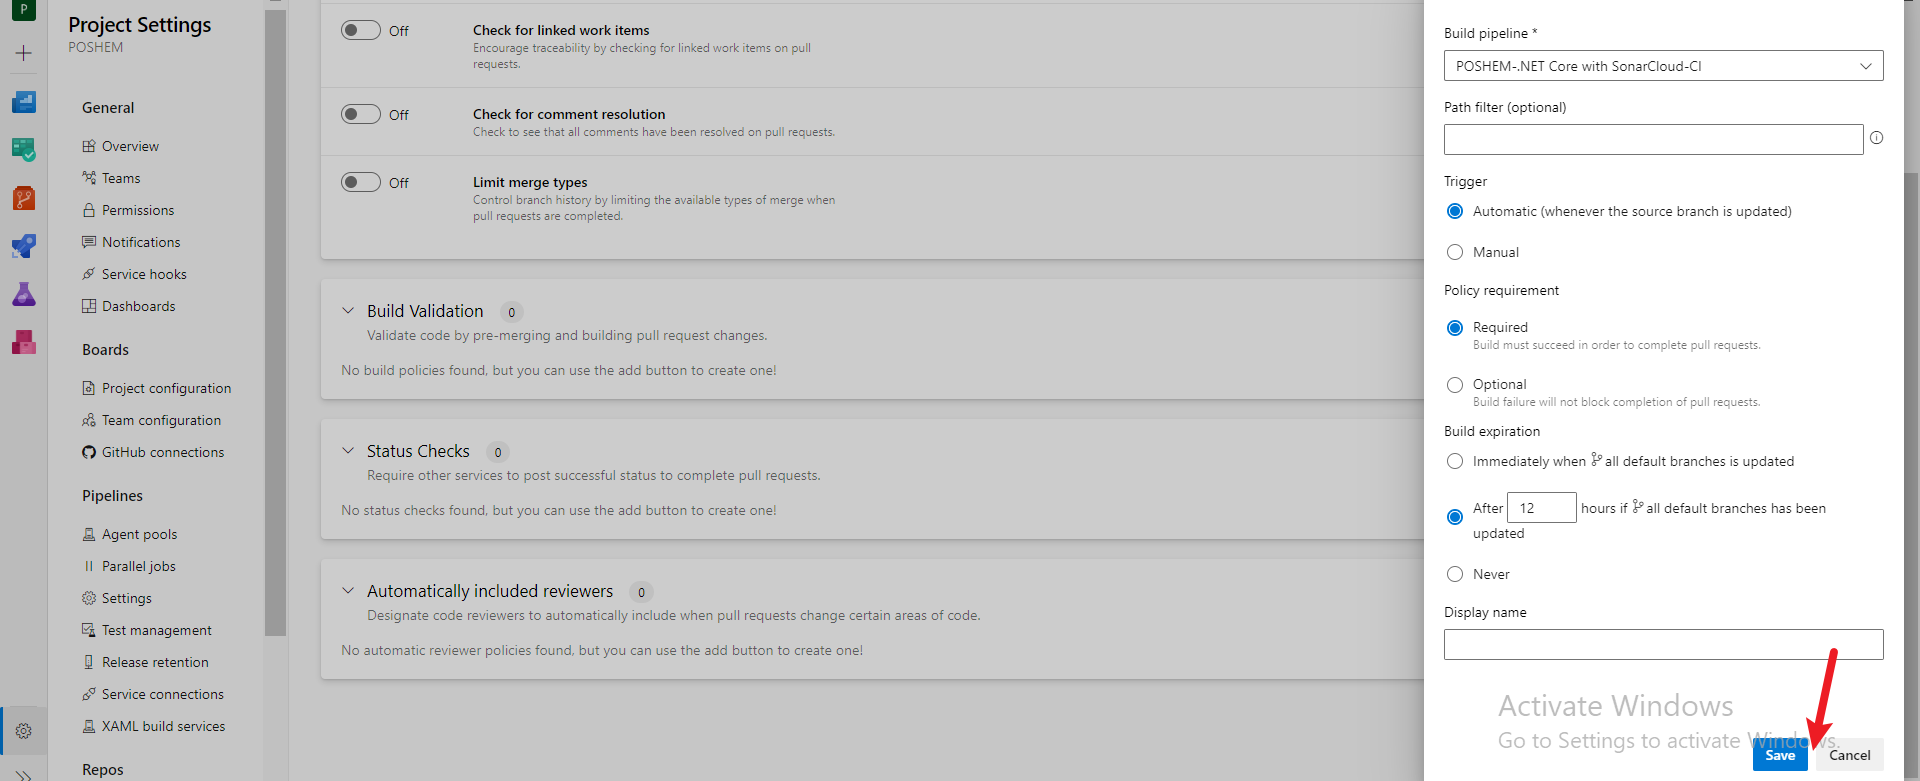 P
Project Settings
POSHEM
General
Overview
Teams
Permissions
Notifications
Service hooks
Dashboards
Boards
Project configuration
Team configuration
GitHub connections
Pipelines
Agent pools
Parallel jobs
Settings
Test management
Release retention
Service connections
XAML build services
Repos
Off
Check for linked work items
Encourage traceability by checking for linked work items on pull
requests.
Off
Check for comment resolution
Check to see that all comments have been resolved on pull requests.
Off
Limit merge types
Control branch history by limiting the available types of merge when
pull requests are completed.
Build Validation 0
Validate code by pre-merging and building pull request changes.
No build policies found, but you can use the add button to create one!
Status Checks 0
Require other services to post successful status to complete pull requests.
No status checks found, but you can use the add button to create one!
Automatically included reviewers 0
Designate code reviewers to automatically include when pull requests change certain areas of code.
No automatic reviewer policies found, but you can use the add button to create one!
Build pipeline *
POSHEM-.NET Core with SonarCloud-CI
Path filter (optional)
Trigger
Automatic (whenever the source branch is updated)
Manual
Policy requirement
Required
Build must succeed in order to complete pull requests.
Optional
Build failure will not block completion of pull requests.
Build expiration
Immediately when all default branches is updated
After 12 hours if all default branches has been
updated
Never
Display name
Activate Windows
Go to Settings to activate Windows.
Save Cancel